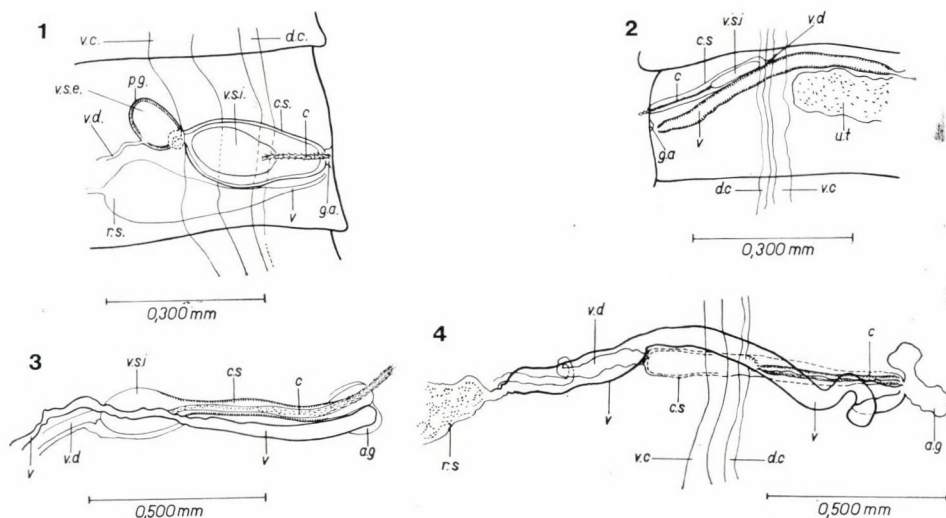 1
v.c.
d.c.
p.g.
v.s.e.
v.s.i.
c.s.
c
v.d.
r.s.
v
g.a.
0,300 mm
2
v.s.i
v.d
c.s
c
g.a
v
u.t
d.c
v.c
0,300 mm
3
v.s.i
c.s
c
v
v.d
v
a.g
0,500 mm
4
v.d
c
c.s
v
v
r.s
a.g
v.c
d.c
0,500 mm